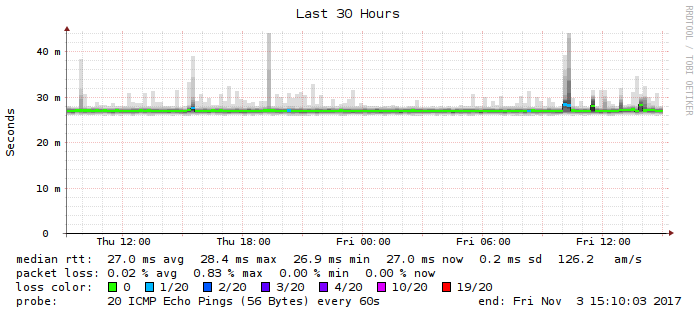 Last 30 Hours
RRDTOOL / TOBI OETIKER
Seconds
40 m
30 m
20 m
10 m
0
Thu 12:00 Thu 18:00 Fri 00:00 Fri 06:00 Fri 12:00
median rtt: 27.0 ms avg 28.4 ms max 26.9 ms min 27.0 ms now 0.2 ms sd 126.2 am/s
packet loss: 0.02 % avg 0.83 % max 0.00 % min 0.00 % now
loss color: 0 1/20 2/20 3/20 4/20 10/20 19/20
probe: 20 ICMP Echo Pings (56 Bytes) every 60s end: Fri Nov 3 15:10:03 2017